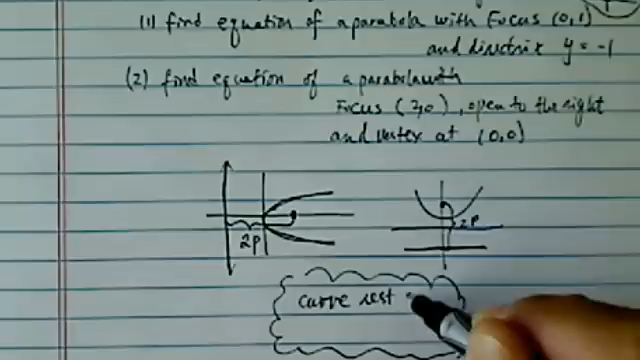 (1) find equation of a parabola with Focus (0,1)
and directrix y = -1
(2) find equation of a parabola with
Focus (2,0), open to the right
and vertex at (0,0)
2P
2P
curve rest